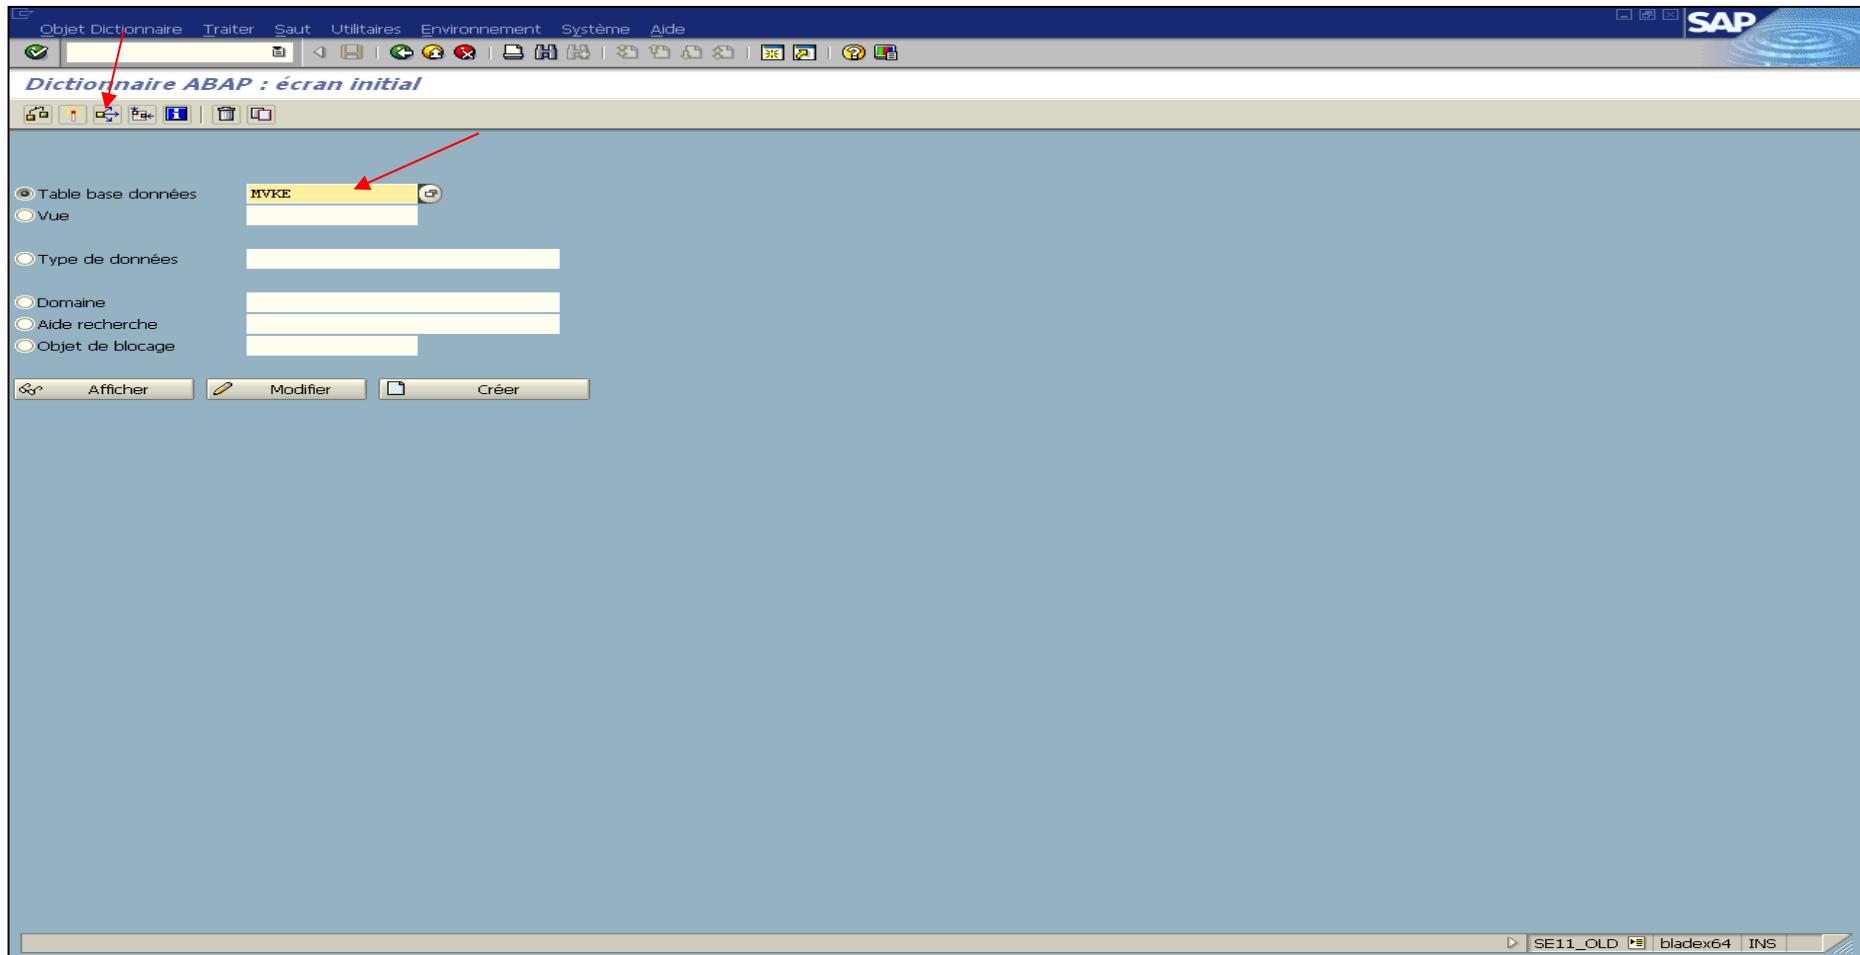 Objet Dictionnaire Traiter Saut Utilitaires Environnement Système Aide
SAP
Dictionnaire ABAP : écran initial
Table base données MVKE
Vue
Type de données
Domaine
Aide recherche
Objet de blocage
Afficher Modifier Créer
SE11_OLD bladex64 INS